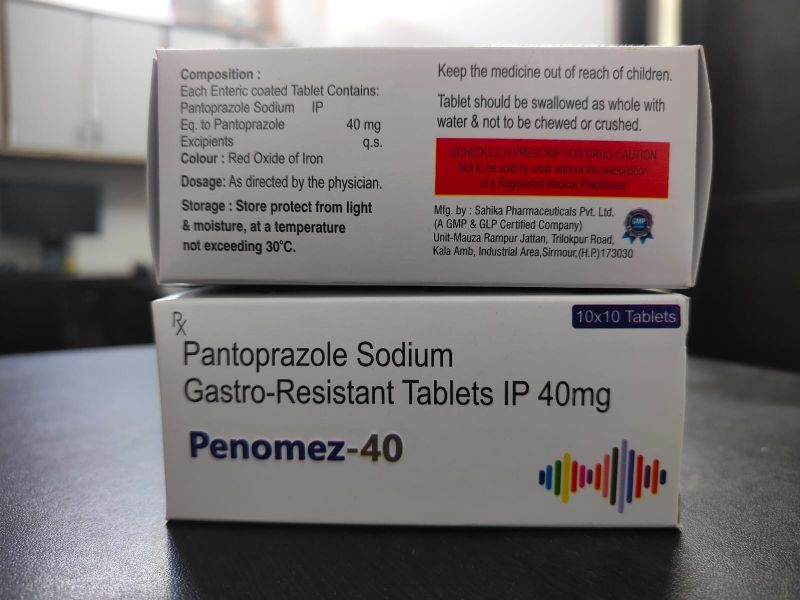 Composition :
Each Enteric coated Tablet Contains:
Pantoprazole Sodium IP
Eq. to Pantoprazole 40 mg
Excipients q.s.
Colour : Red Oxide of Iron
Dosage: As directed by the physician.
Storage : Store protect from light
& moisture, at a temperature
not exceeding 30°C.
Keep the medicine out of reach of children.
Tablet should be swallowed as whole with
water & not to be chewed or crushed.
SCHEDULE H PRESCRIPTION DRUG-CAUTION
Not to be sold by retail without the prescription
of a Registered Medical Practitioner
Mfg. by : Sahika Pharmaceuticals Pvt. Ltd.
(A GMP & GLP Certified Company)
Unit-Mauza Rampur Jattan, Trilokpur Road,
Kala Amb, Industrial Area,Sirmour,(H.P.)173030
GMP
Rx
10x10 Tablets
Pantoprazole Sodium
Gastro-Resistant Tablets IP 40mg
Penomez-40